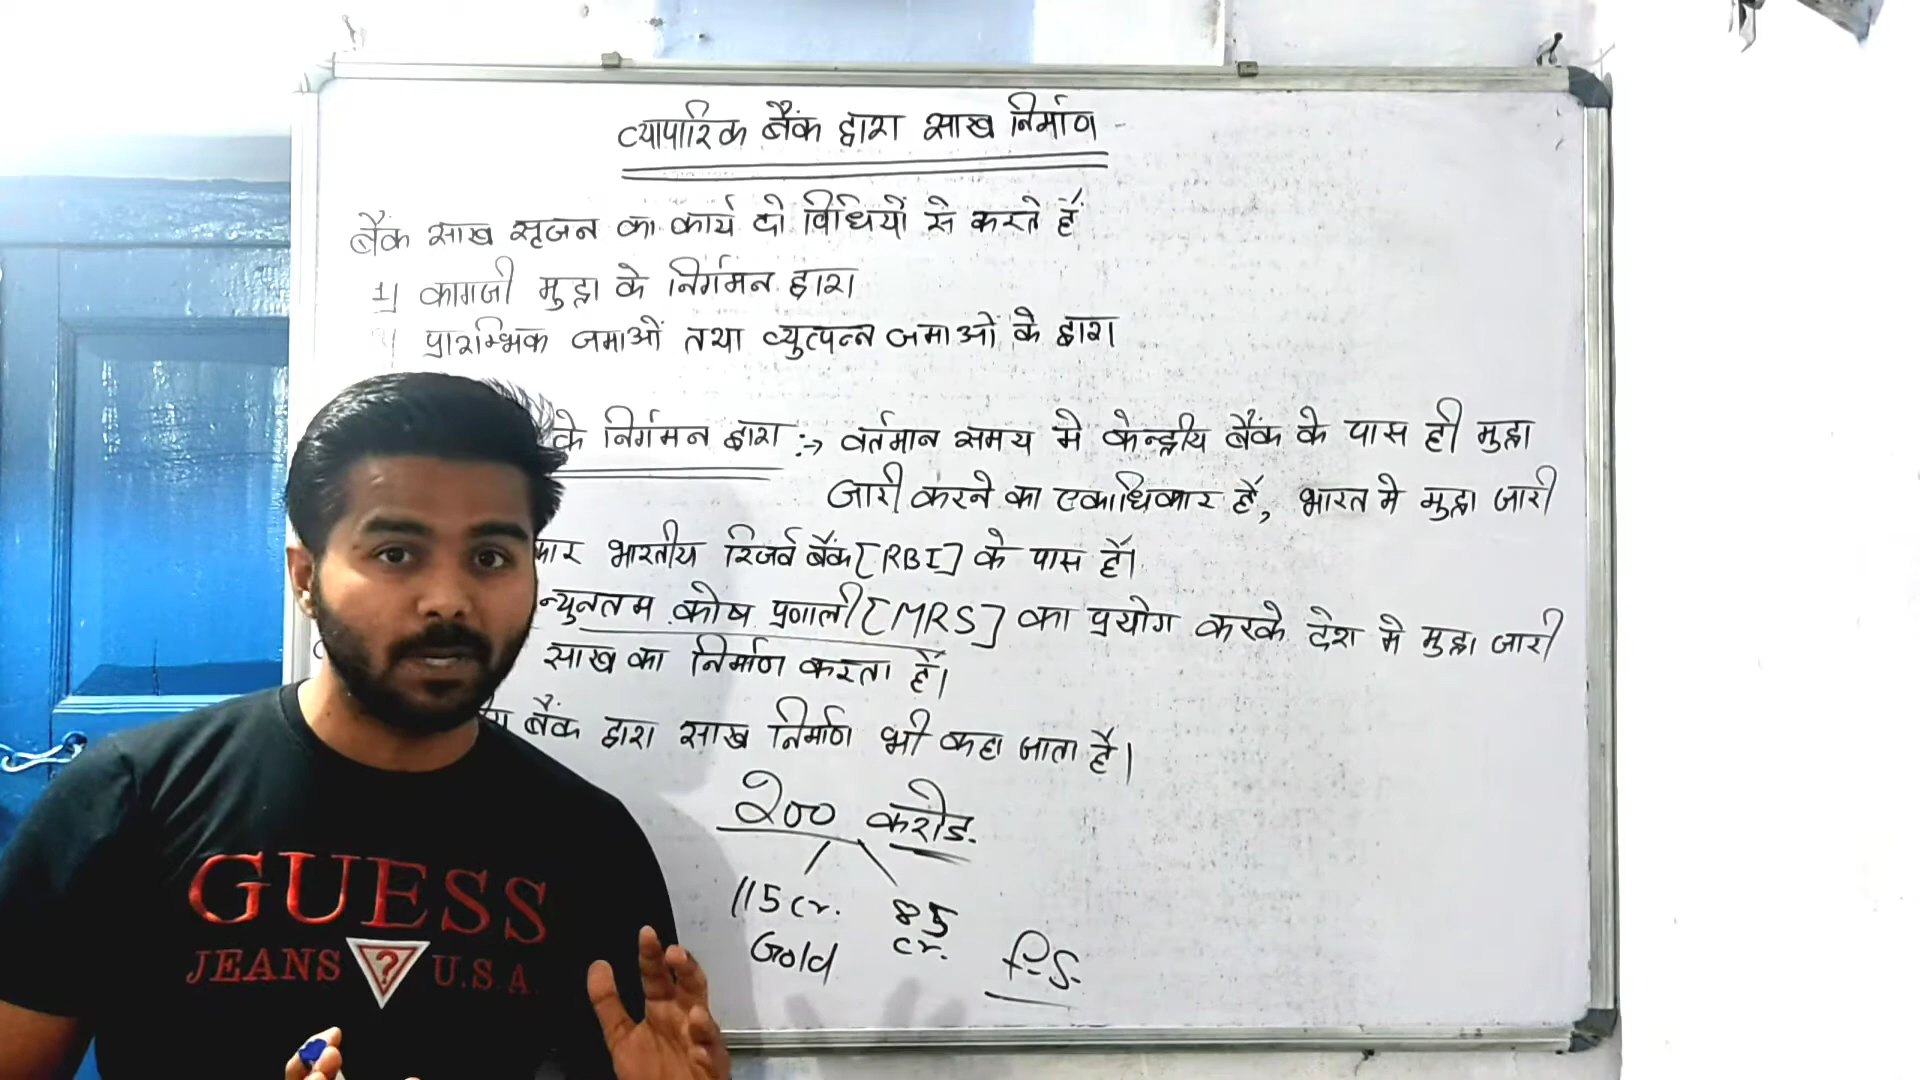 व्यापारिक बैंक द्वारा साख निर्माण -
बैंक साख सृजन का कार्य दो विधियों से करते हैं
1) कागजी मुद्रा के निर्गमन द्वारा
प्रारम्भिक जमाओं तथा व्युत्पन्न जमाओं के द्वारा
के निर्गमन द्वारा :→ वर्तमान समय मे केन्द्रीय बैंक के पास ही मुद्रा
जारी करने का एकाधिकार हैं, भारत मे मुद्रा जारी
कार भारतीय रिजर्व बैंक [RBI] के पास हैं।
न्युनतम कोष प्रणाली [MRS] का प्रयोग करके देश मे मुद्रा जारी
साख का निर्माण करता हैं।
बैंक द्वारा साख निर्माण भी कहा जाता हैं।
200 करोड.
115 cr. 85 cr.
Gold
GUESS
JEANS ? U.S.A.